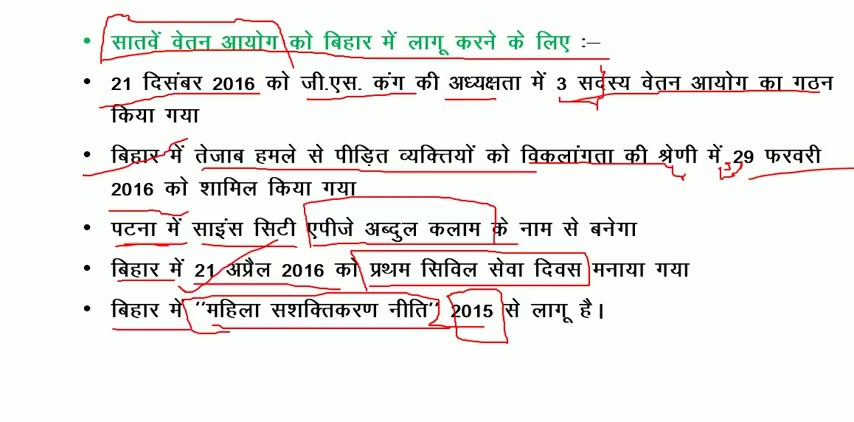 • सातवें वेतन आयोग को बिहार में लागू करने के लिए :–
• 21 दिसंबर 2016 को जी.एस. कंग की अध्यक्षता में 3 सदस्य वेतन आयोग का गठन
किया गया
• बिहार में तेजाब हमले से पीड़ित व्यक्तियों को विकलांगता की श्रेणी में 29 फरवरी
2016 को शामिल किया गया
• पटना में साइंस सिटी एपीजे अब्दुल कलाम के नाम से बनेगा
• बिहार में 21 अप्रैल 2016 को प्रथम सिविल सेवा दिवस मनाया गया
• बिहार में ''महिला सशक्तिकरण नीति'' 2015 से लागू है।